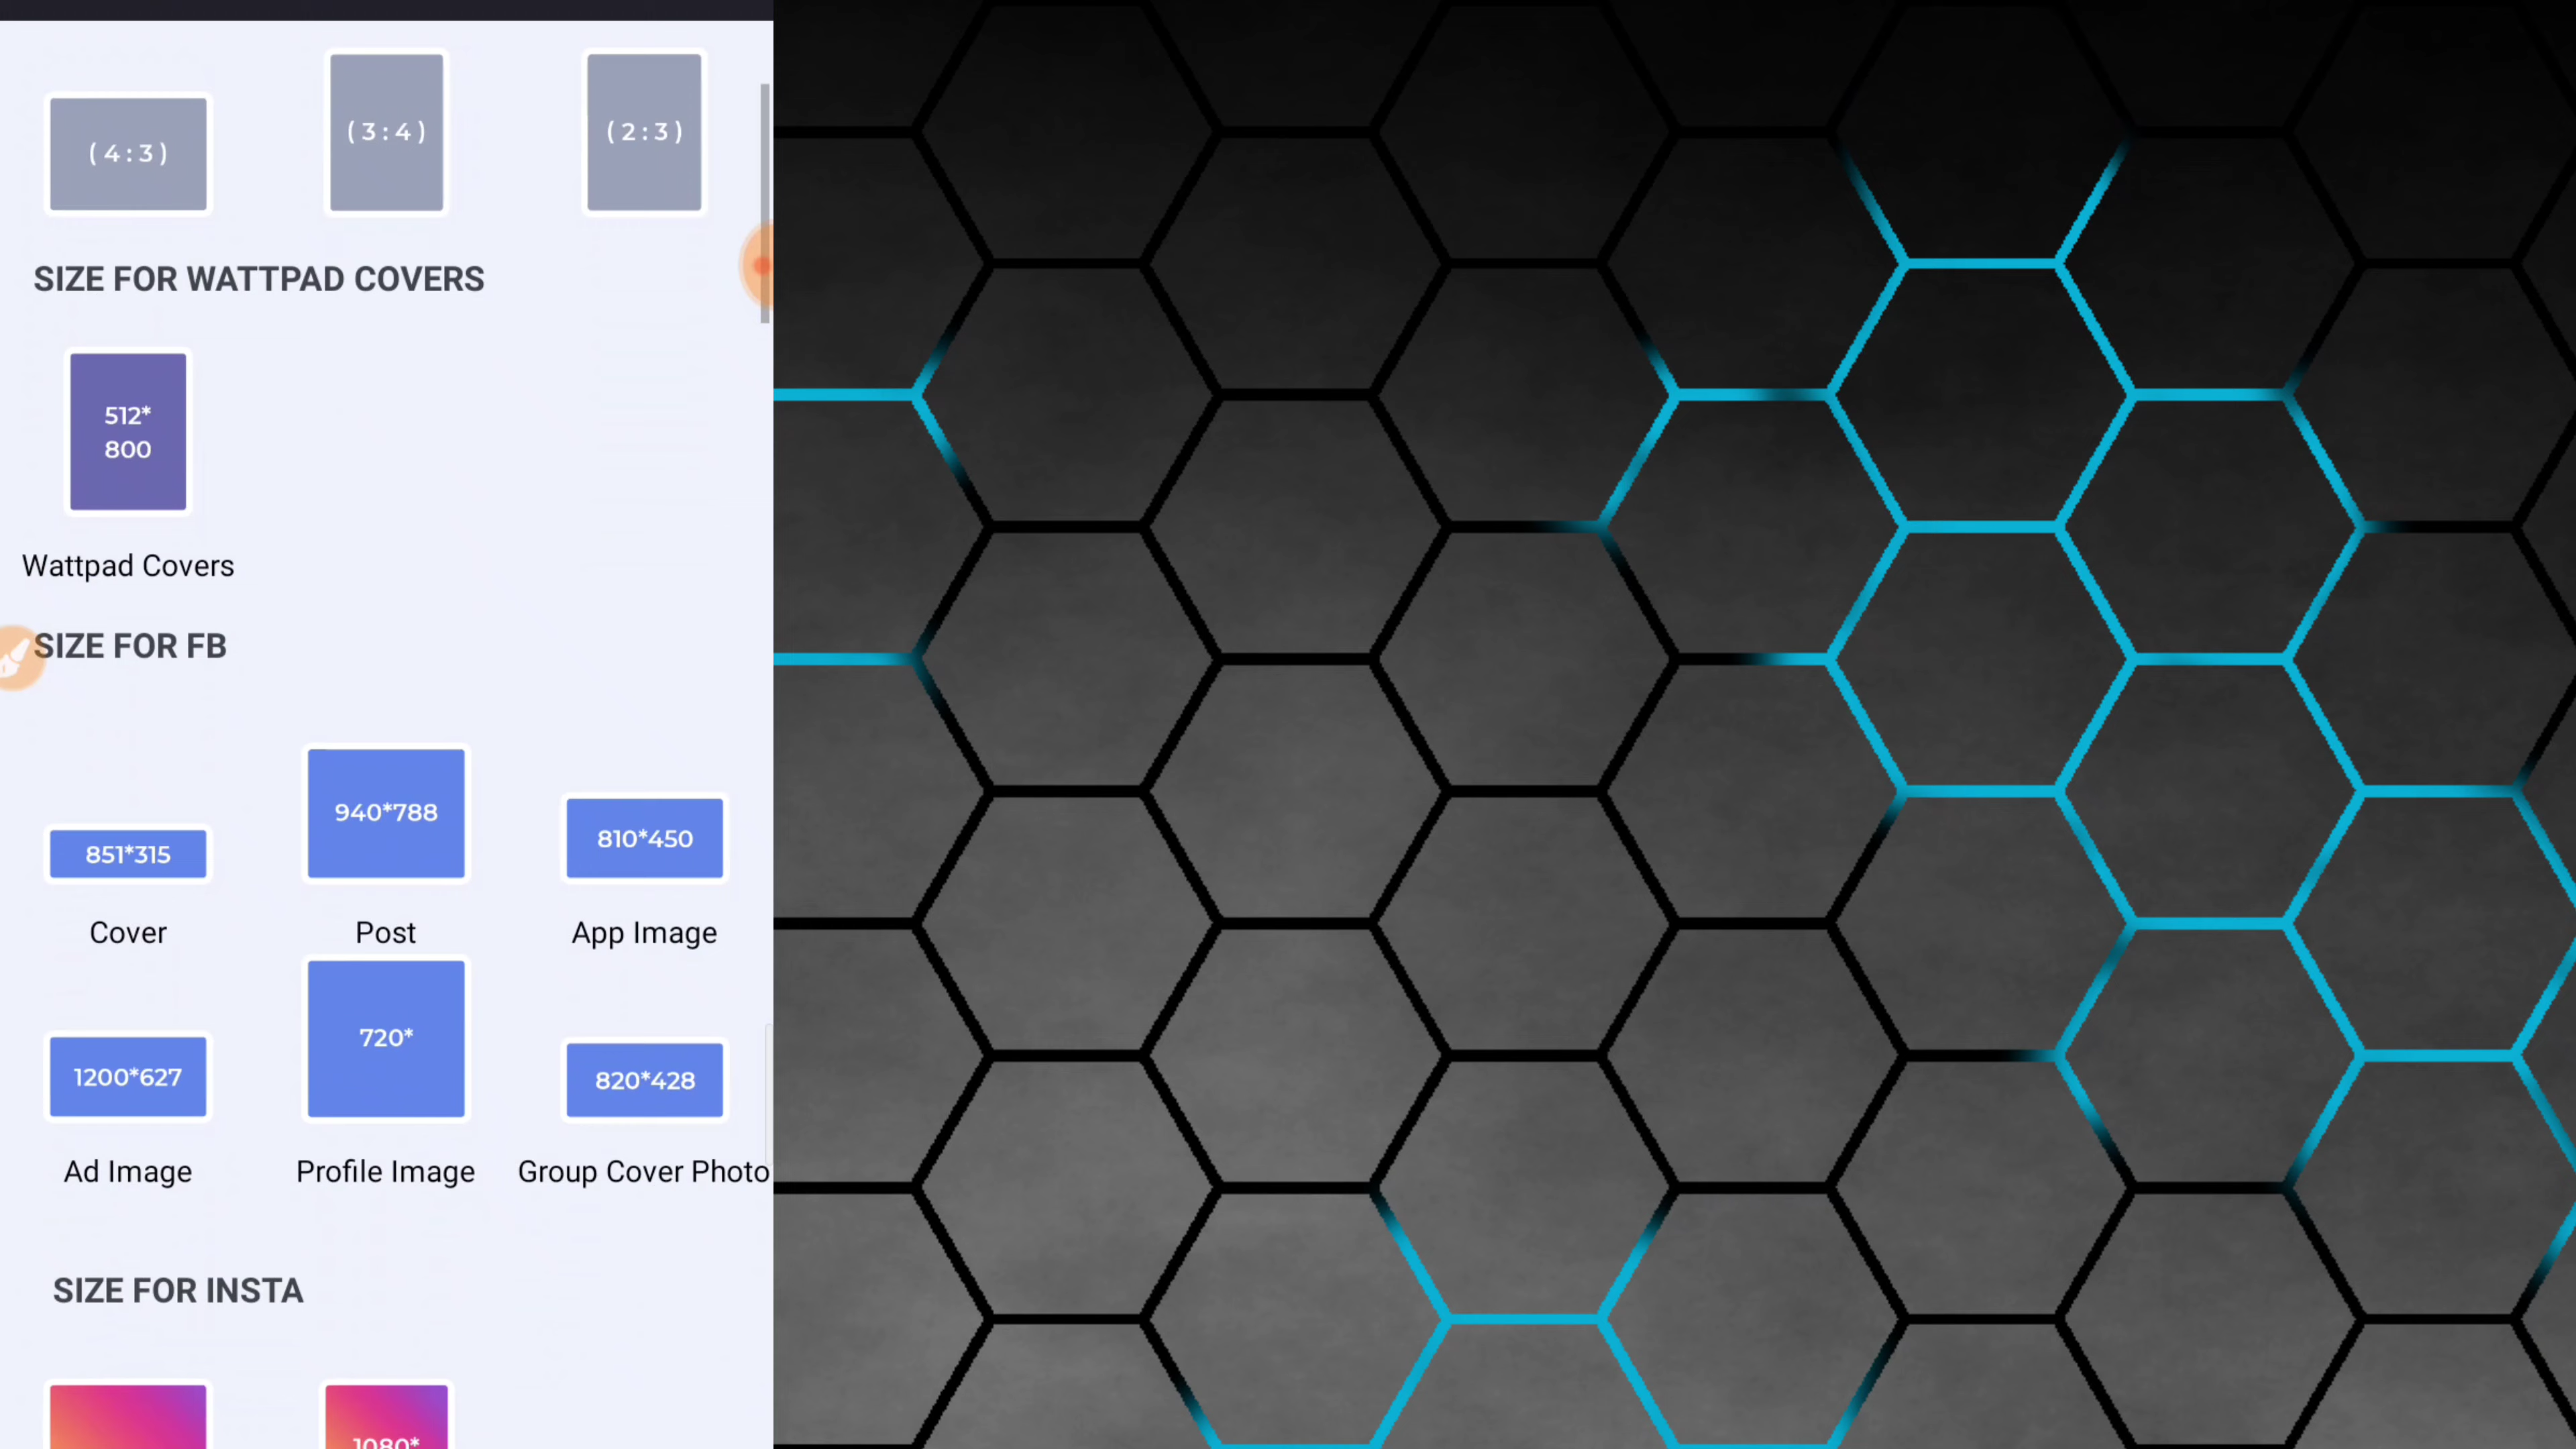 ( 4 : 3 )
( 3 : 4 )
( 2 : 3 )
SIZE FOR WATTPAD COVERS
512*
800
Wattpad Covers
SIZE FOR FB
851*315
940*788
810*450
Cover
Post
App Image
1200*627
720*
820*428
Ad Image
Profile Image
Group Cover Photo
SIZE FOR INSTA
1080*